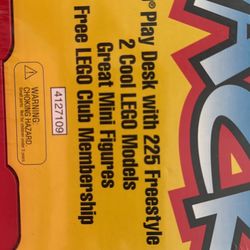 ® Play Desk with 225 Freestyle
2 Cool LEGO Models
Great Mini Figures
Free LEGO Club Membership
WARNING:
CHOKING HAZARD
4127109